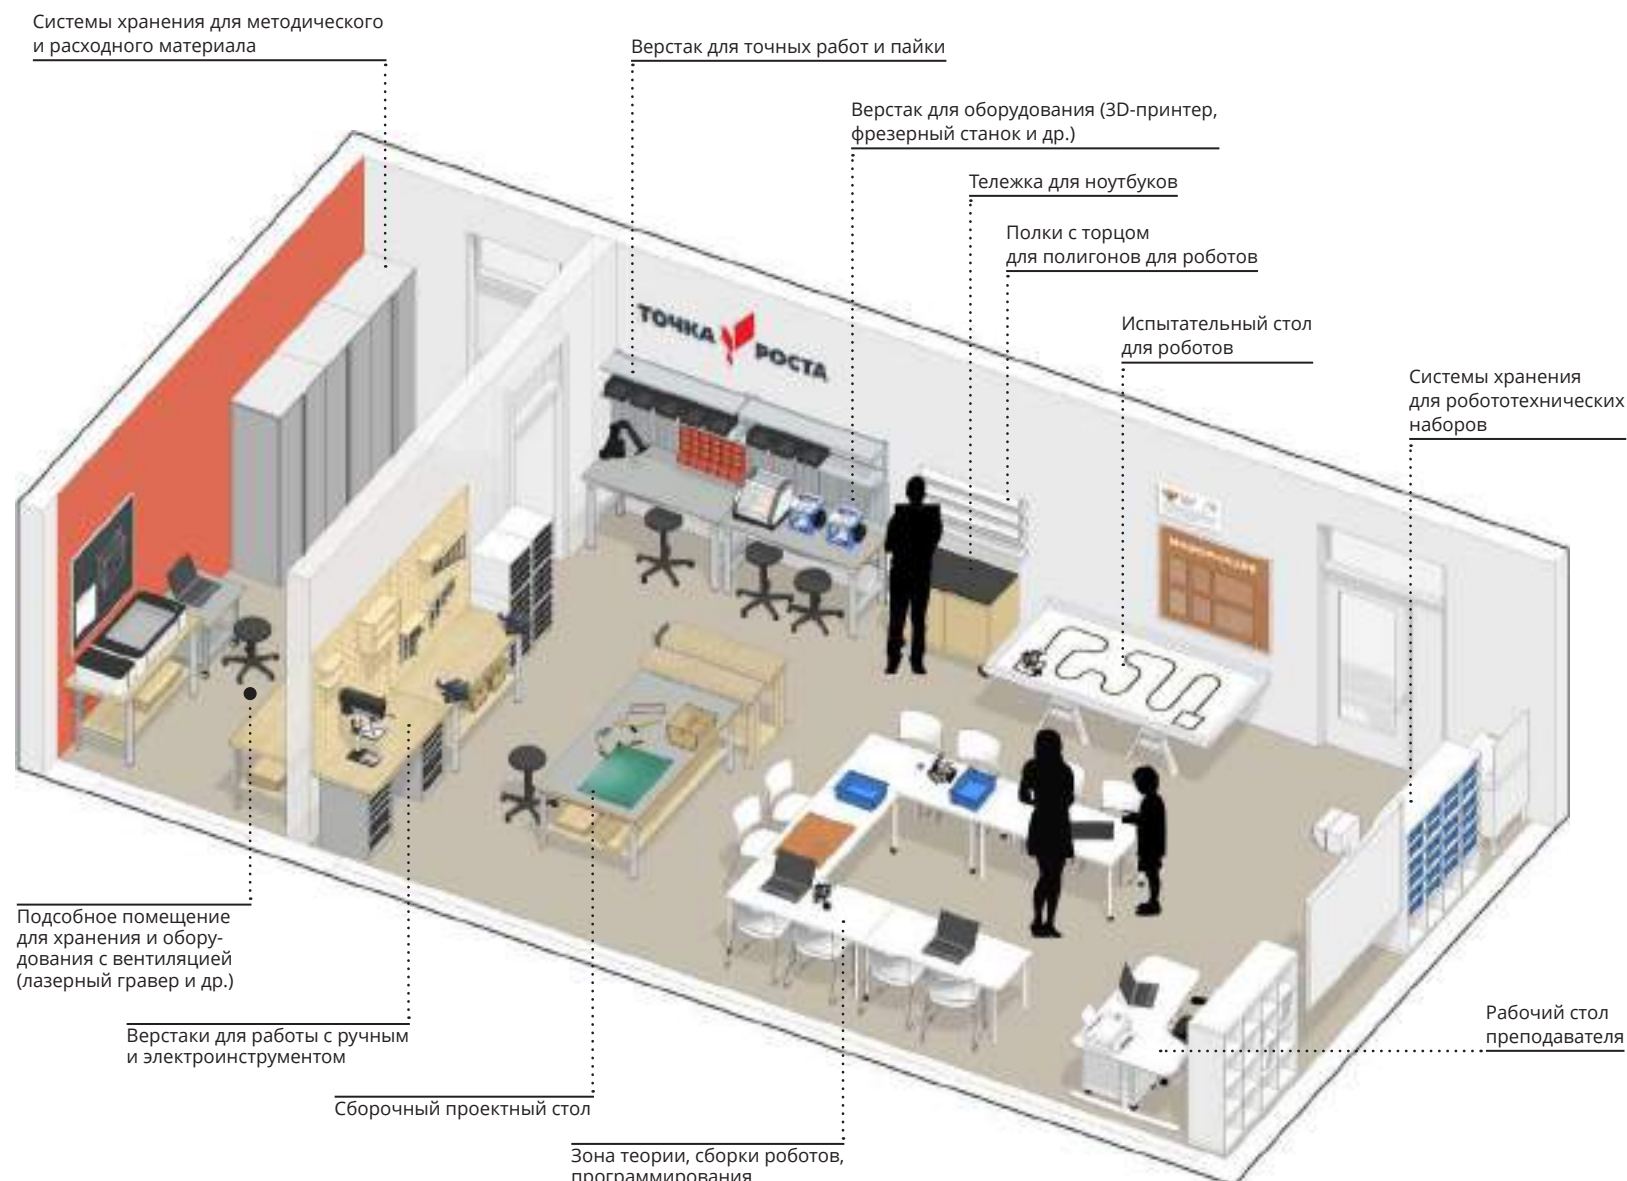 Системы хранения для методического
и расходного материала
Верстак для точных работ и пайки
Верстак для оборудования (3D-принтер,
фрезерный станок и др.)
Тележка для ноутбуков
Полки с торцом
для полигонов для роботов
Испытательный стол
для роботов
Системы хранения
для робототехнических
наборов
ТОЧКА РОСТА
Подсобное помещение
для хранения и обору-
дования с вентиляцией
(лазерный гравер и др.)
Верстаки для работы с ручным
и электроинструментом
Сборочный проектный стол
Зона теории, сборки роботов,
программирования
Рабочий стол
преподавателя